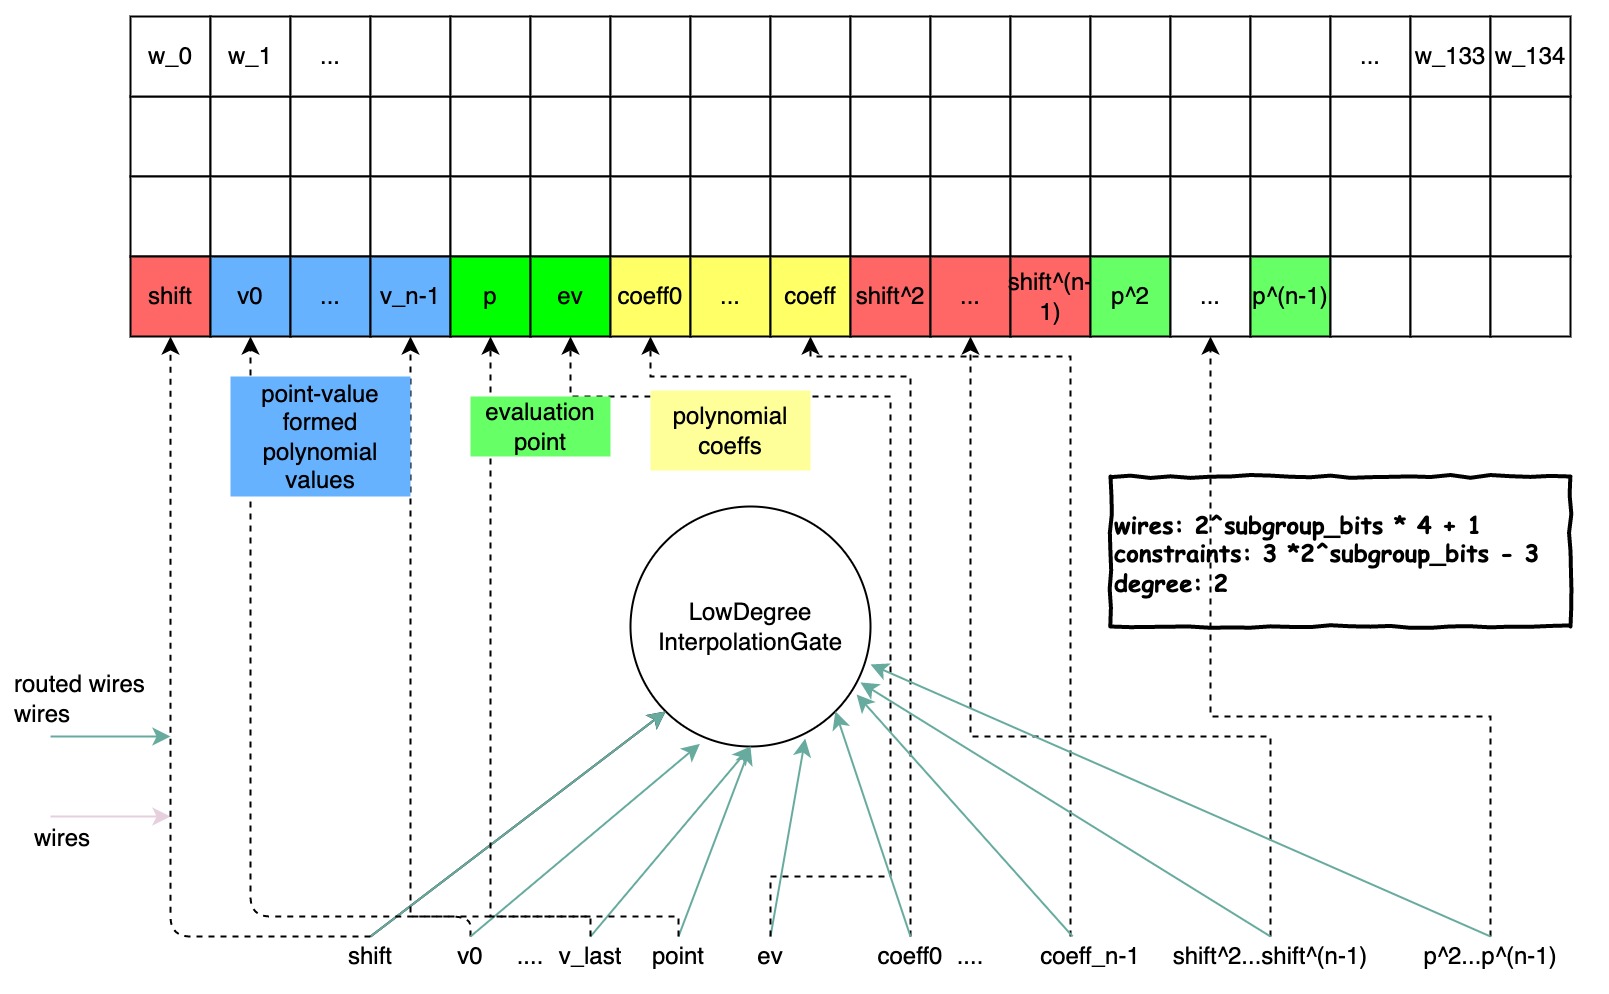 w_0 w_1 ... ... w_133 w_134
shift v0 ... v_n-1 p ev coeff0 ... coeff shift^2 ... shift^(n-
1) p^2 ... p^(n-1)
point-value
formed
polynomial
values
evaluation
point
polynomial
coeffs
wires: 2^subgroup_bits * 4 + 1
constraints: 3 *2^subgroup_bits - 3
degree: 2
LowDegree
InterpolationGate
routed wires
wires
wires
shift v0 .... v_last point ev coeff0 .... coeff_n-1 shift^2...shift^(n-1) p^2...p^(n-1)